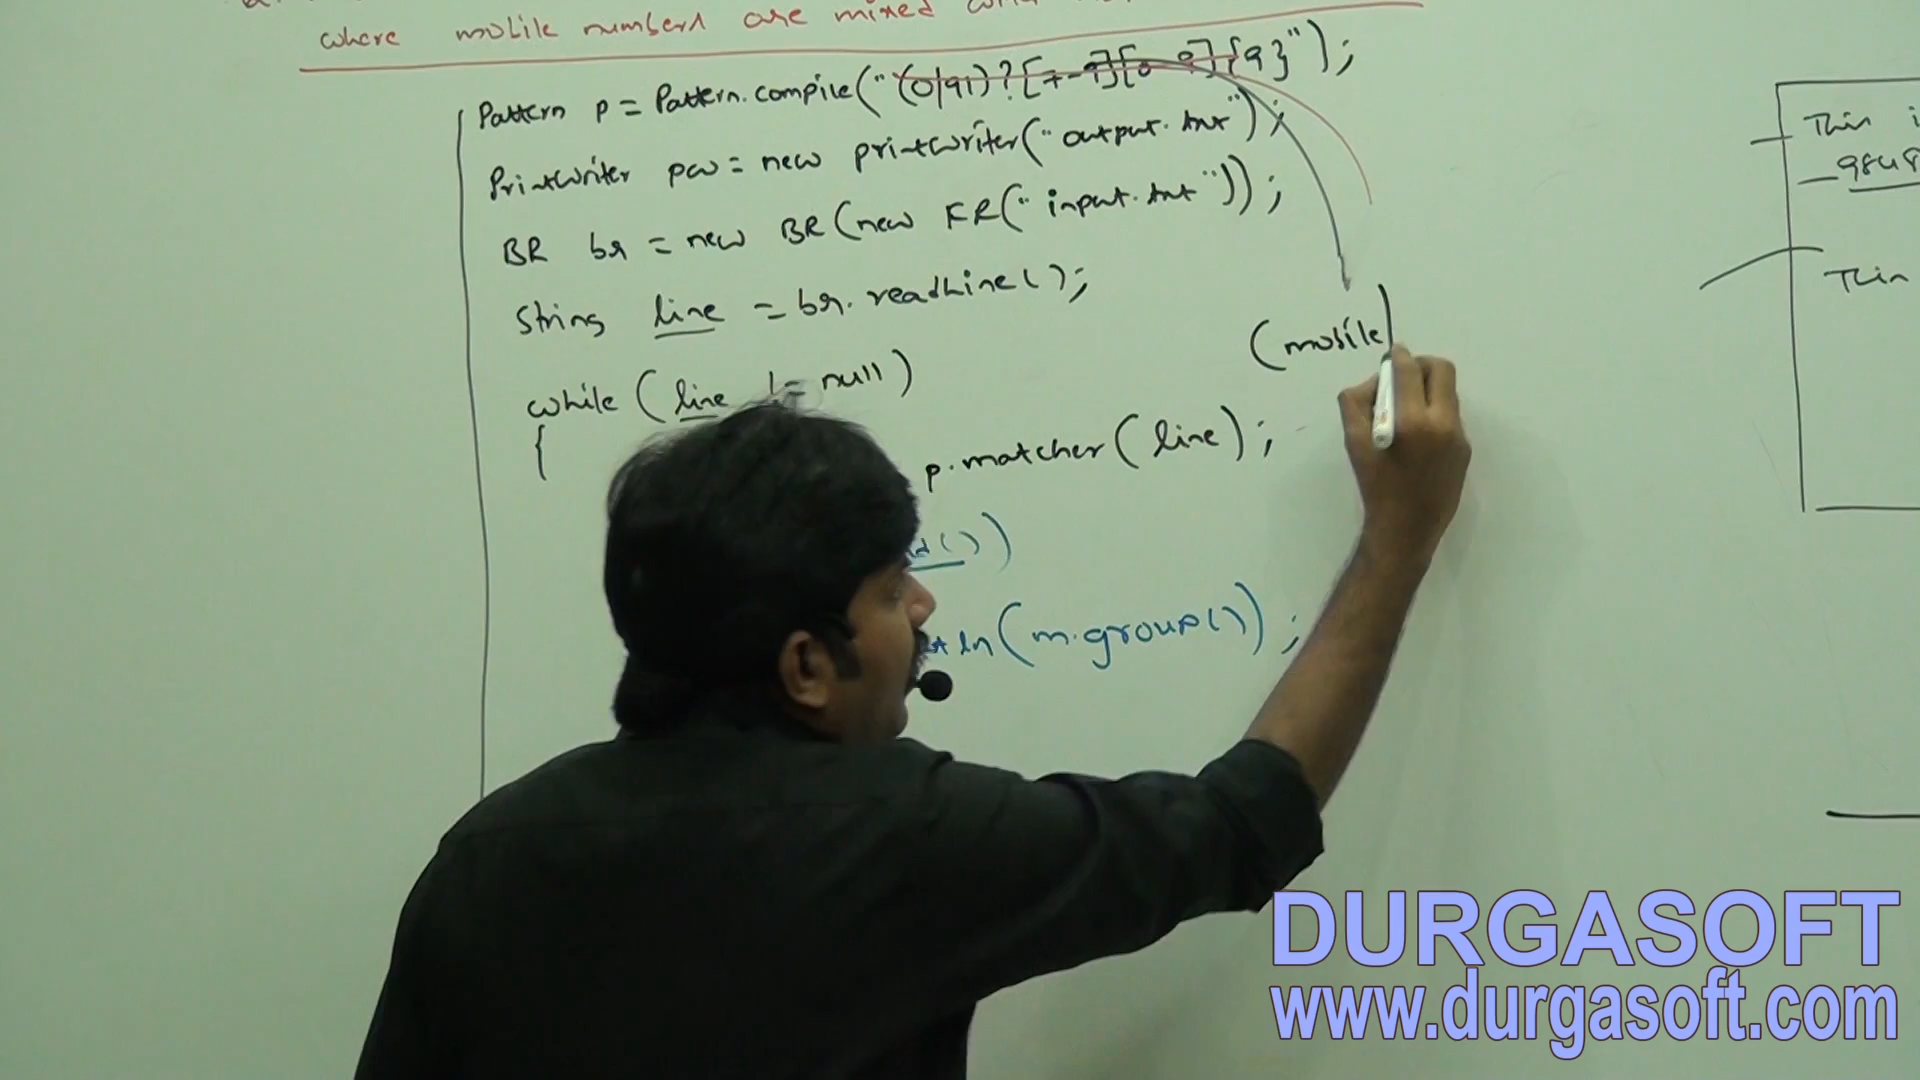 where mobile numbers are mixed
Pattern p = Pattern.compile("(0|91)?[7-9][0-9]{9}");
PrintWriter pw = new printwriter("output.txt");
BR br = new BR(new FR("input.txt"));
String line = br.readLine();
while (line != null)
{
p.matcher(line);
())
ln(m.group());
(mobile)
This
Thin
DURGASOFT
www.durgasoft.com